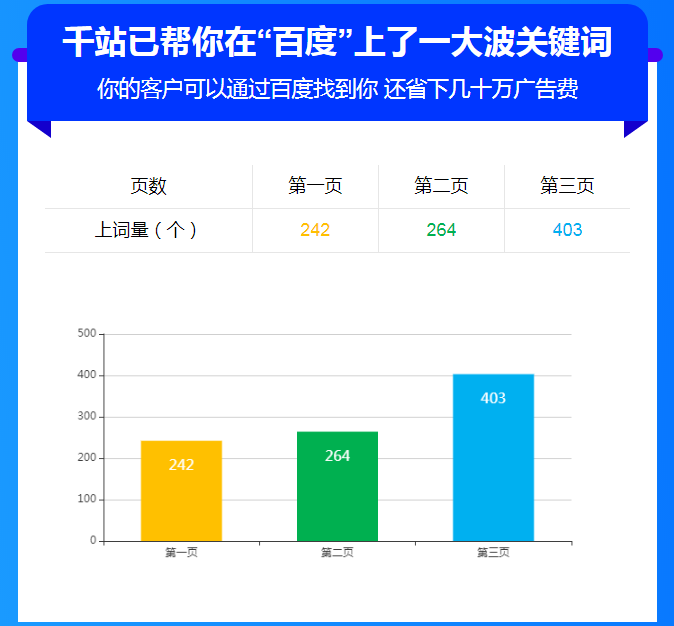 千站已帮你在“百度”上了一大波关键词
你的客户可以通过百度找到你 还省下几十万广告费
页数 第一页 第二页 第三页
上词量（个） 242 264 403
500
400
300
200
100
0
242
264
403
第一页 第二页 第三页